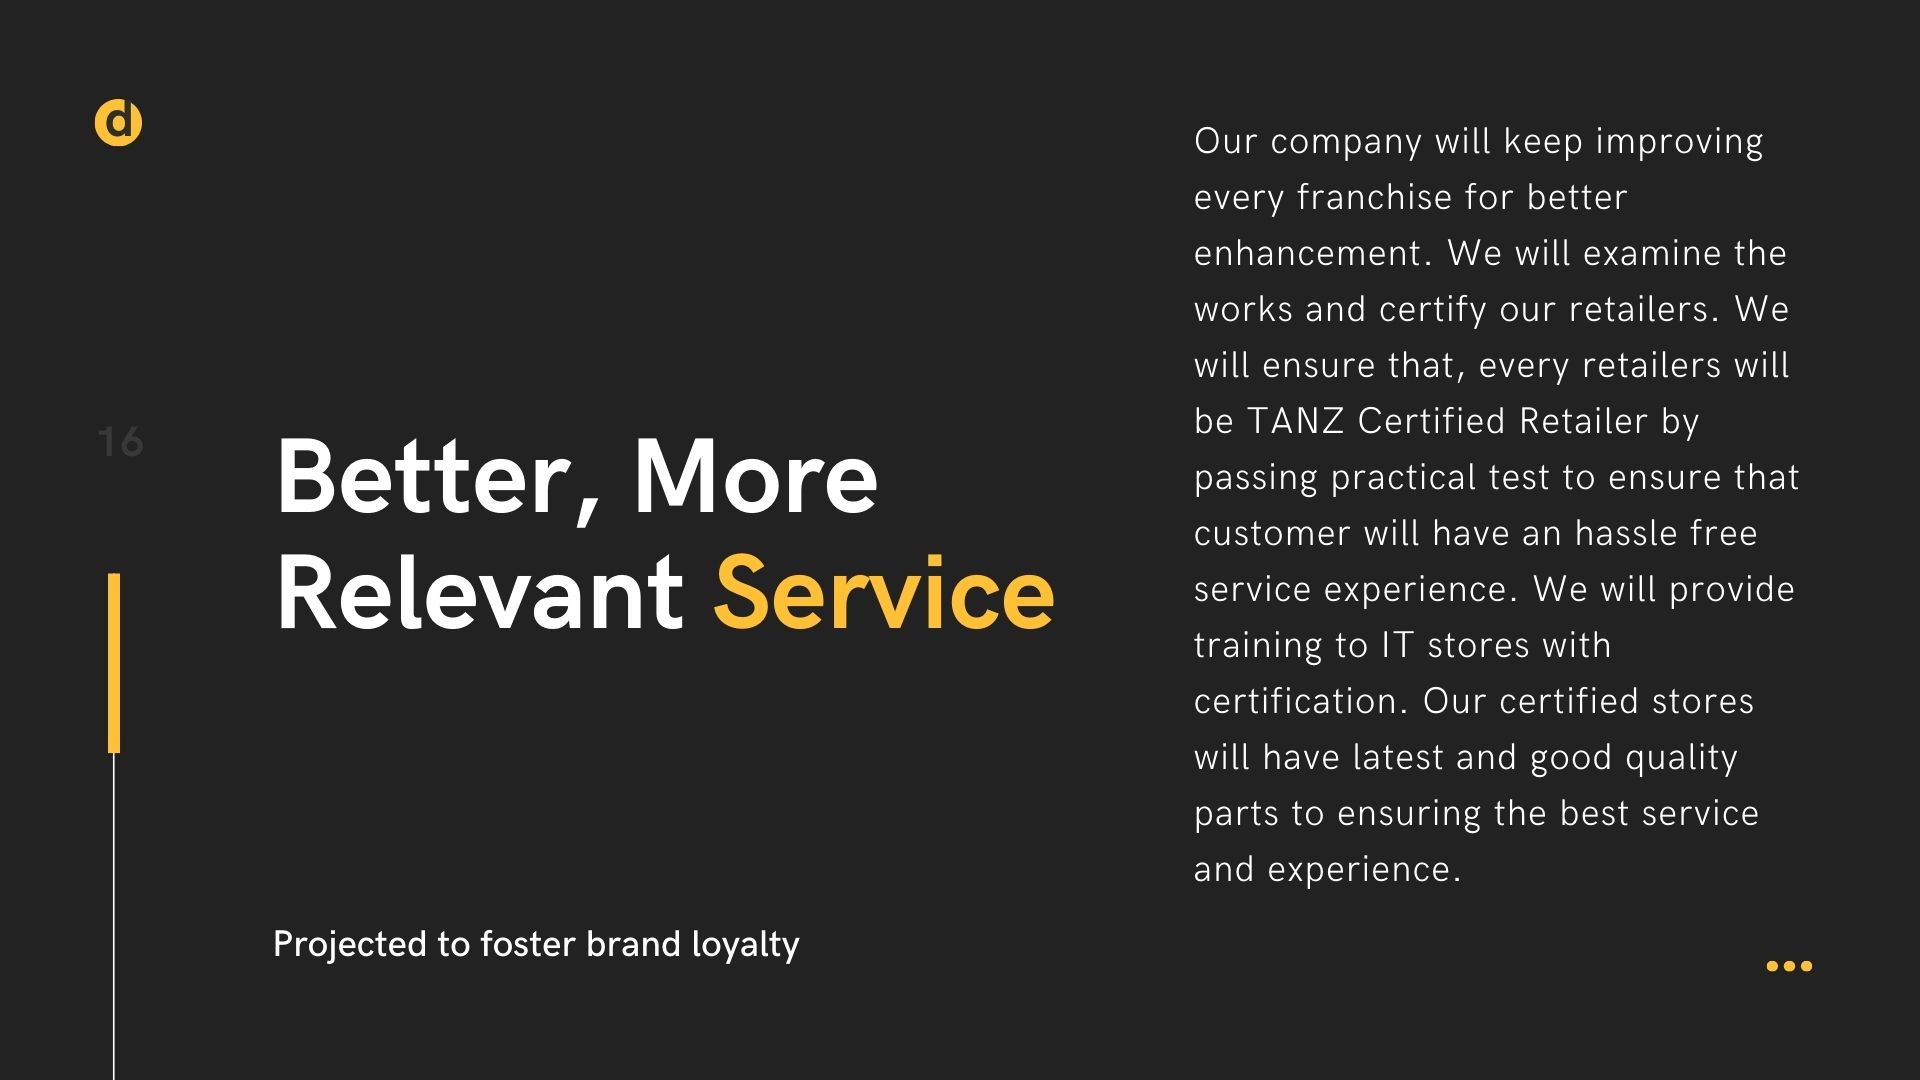 d
16
Better, More
Relevant Service
Projected to foster brand loyalty
Our company will keep improving
every franchise for better
enhancement. We will examine the
works and certify our retailers. We
will ensure that, every retailers will
be TANZ Certified Retailer by
passing practical test to ensure that
customer will have an hassle free
service experience. We will provide
training to IT stores with
certification. Our certified stores
will have latest and good quality
parts to ensuring the best service
and experience.